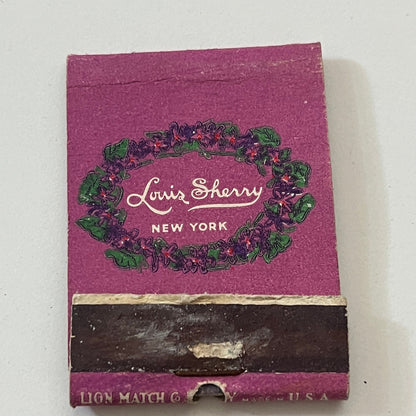 Louis Sherry
NEW YORK
LION MATCH U.S.A.